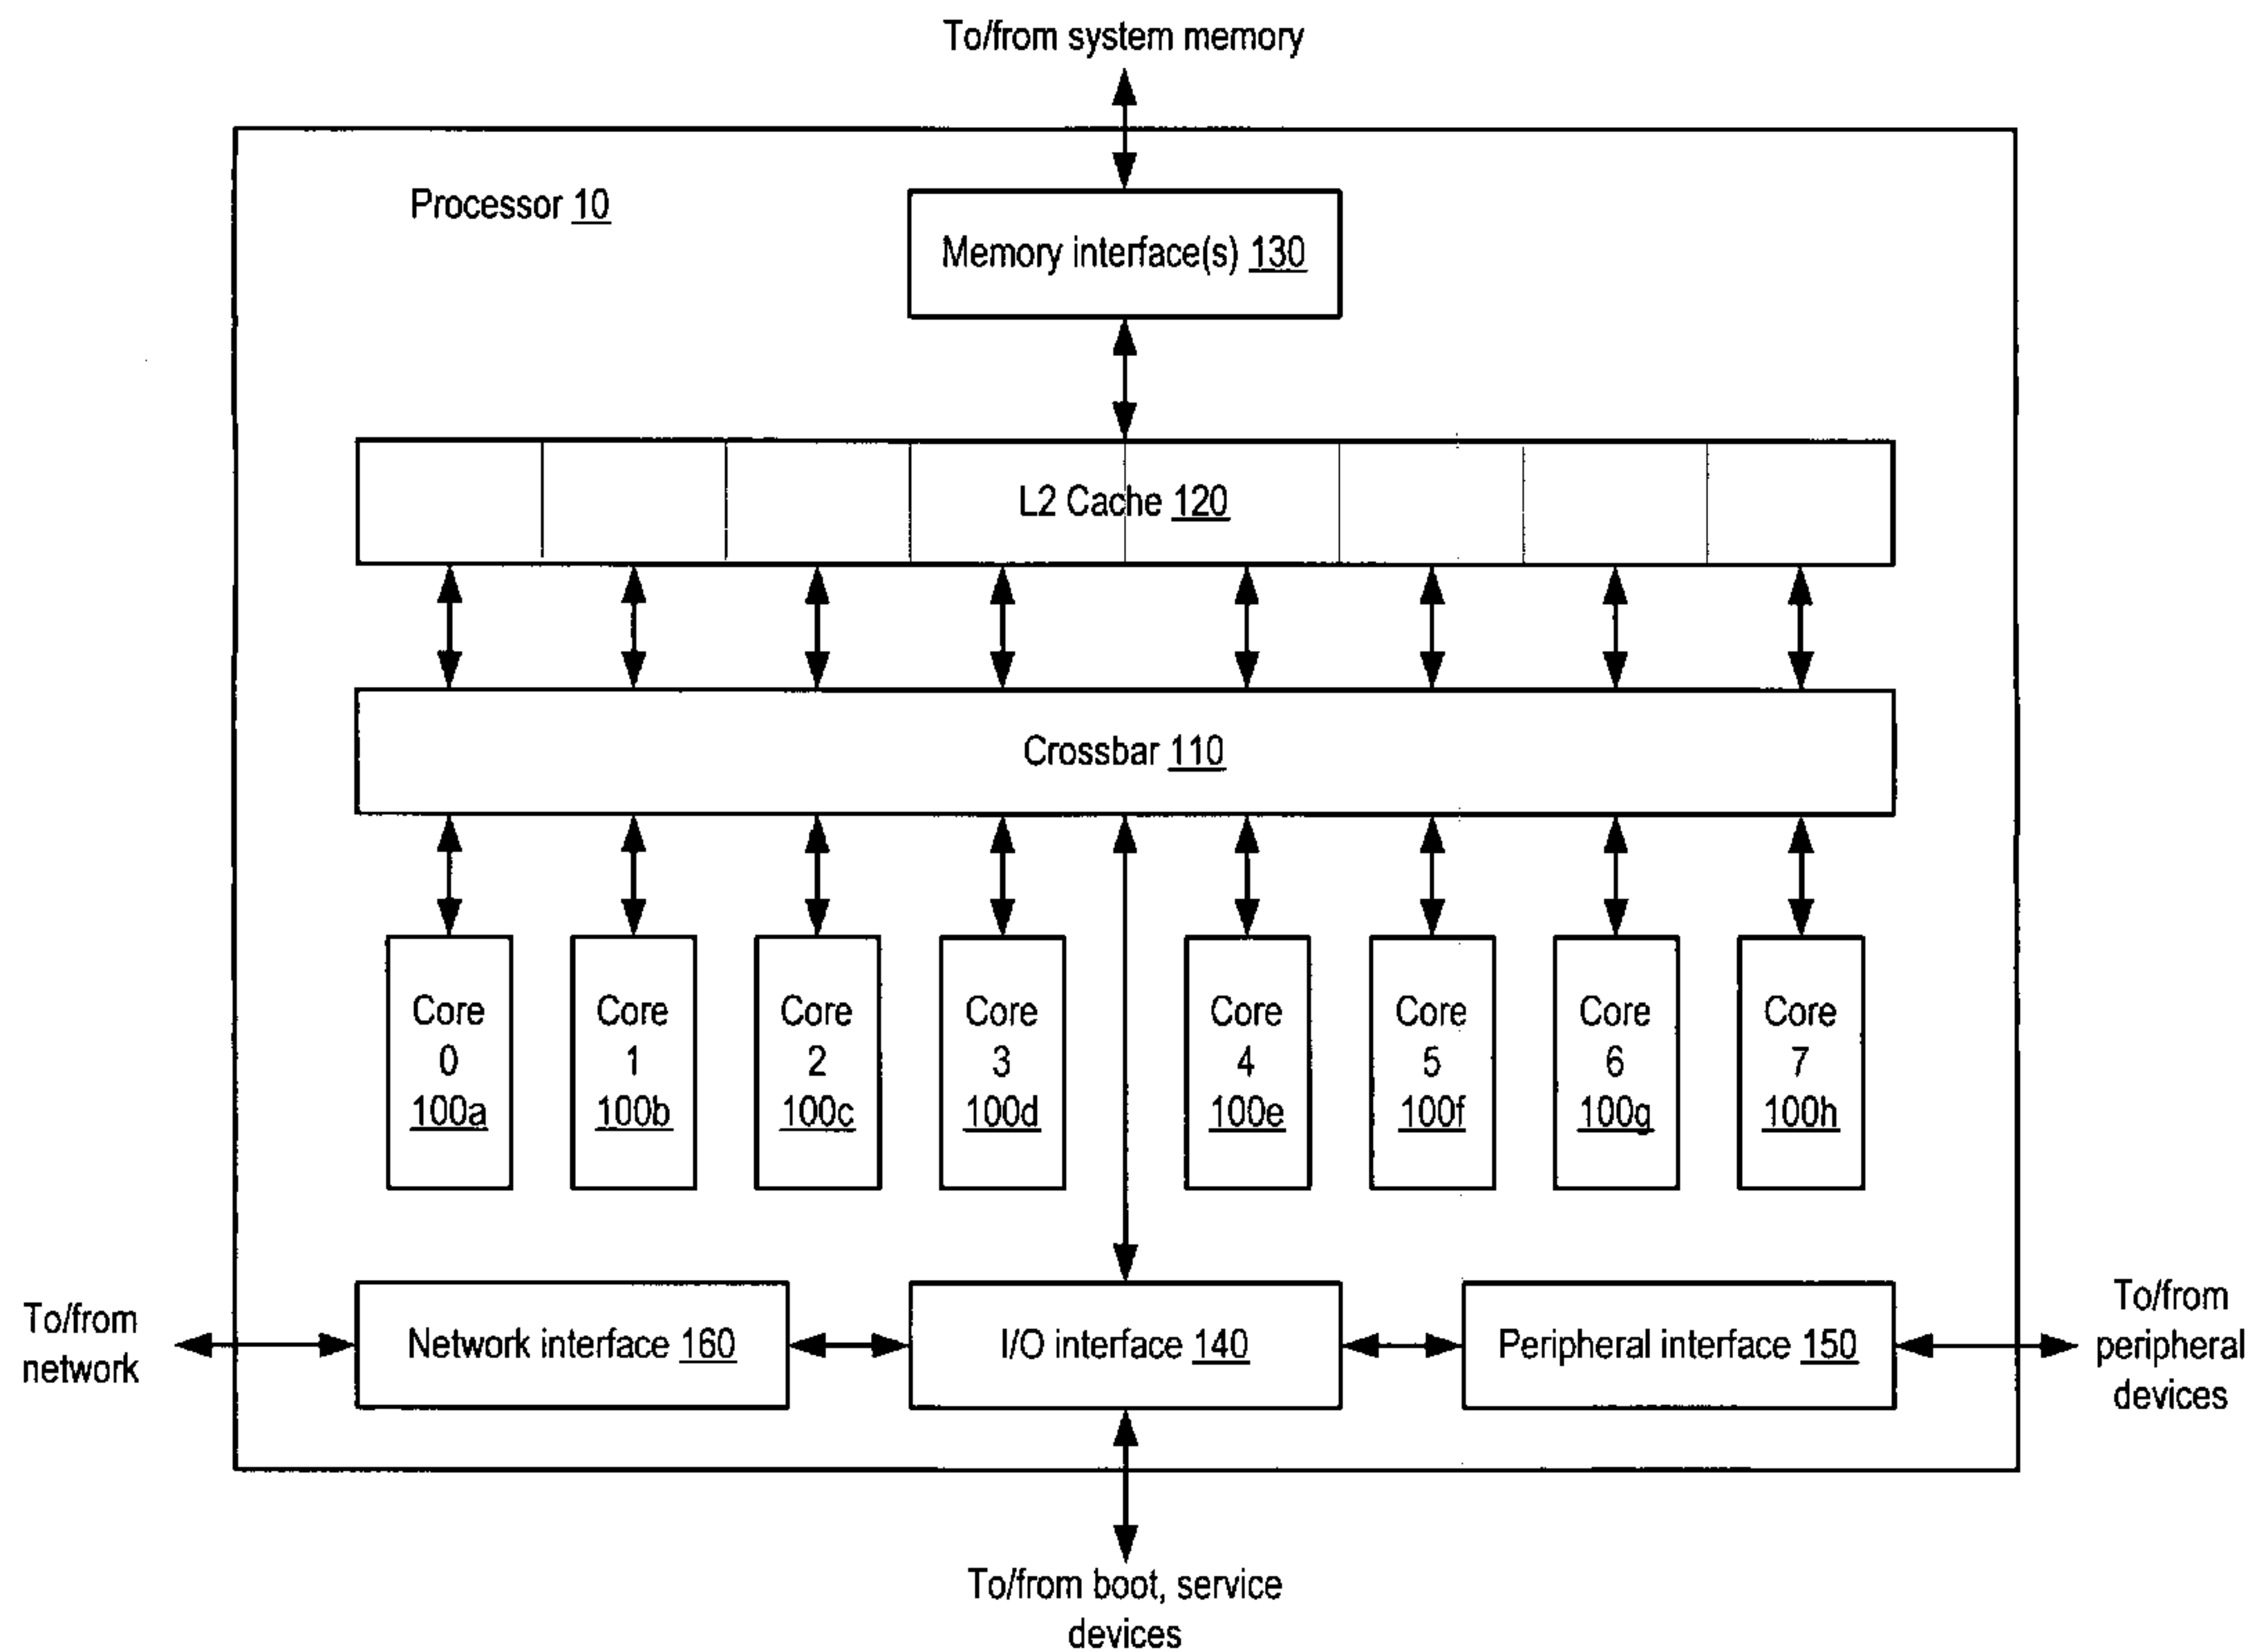 To/from system memory
Processor 10
Memory interface(s) 130
L2 Cache 120
Crossbar 110
Core
0
100a
Core
1
100b
Core
2
100c
Core
3
100d
Core
4
100e
Core
5
100f
Core
6
100g
Core
7
100h
To/from
network
Network interface 160
I/O interface 140
Peripheral interface 150
To/from
peripheral
devices
To/from boot, service
devices